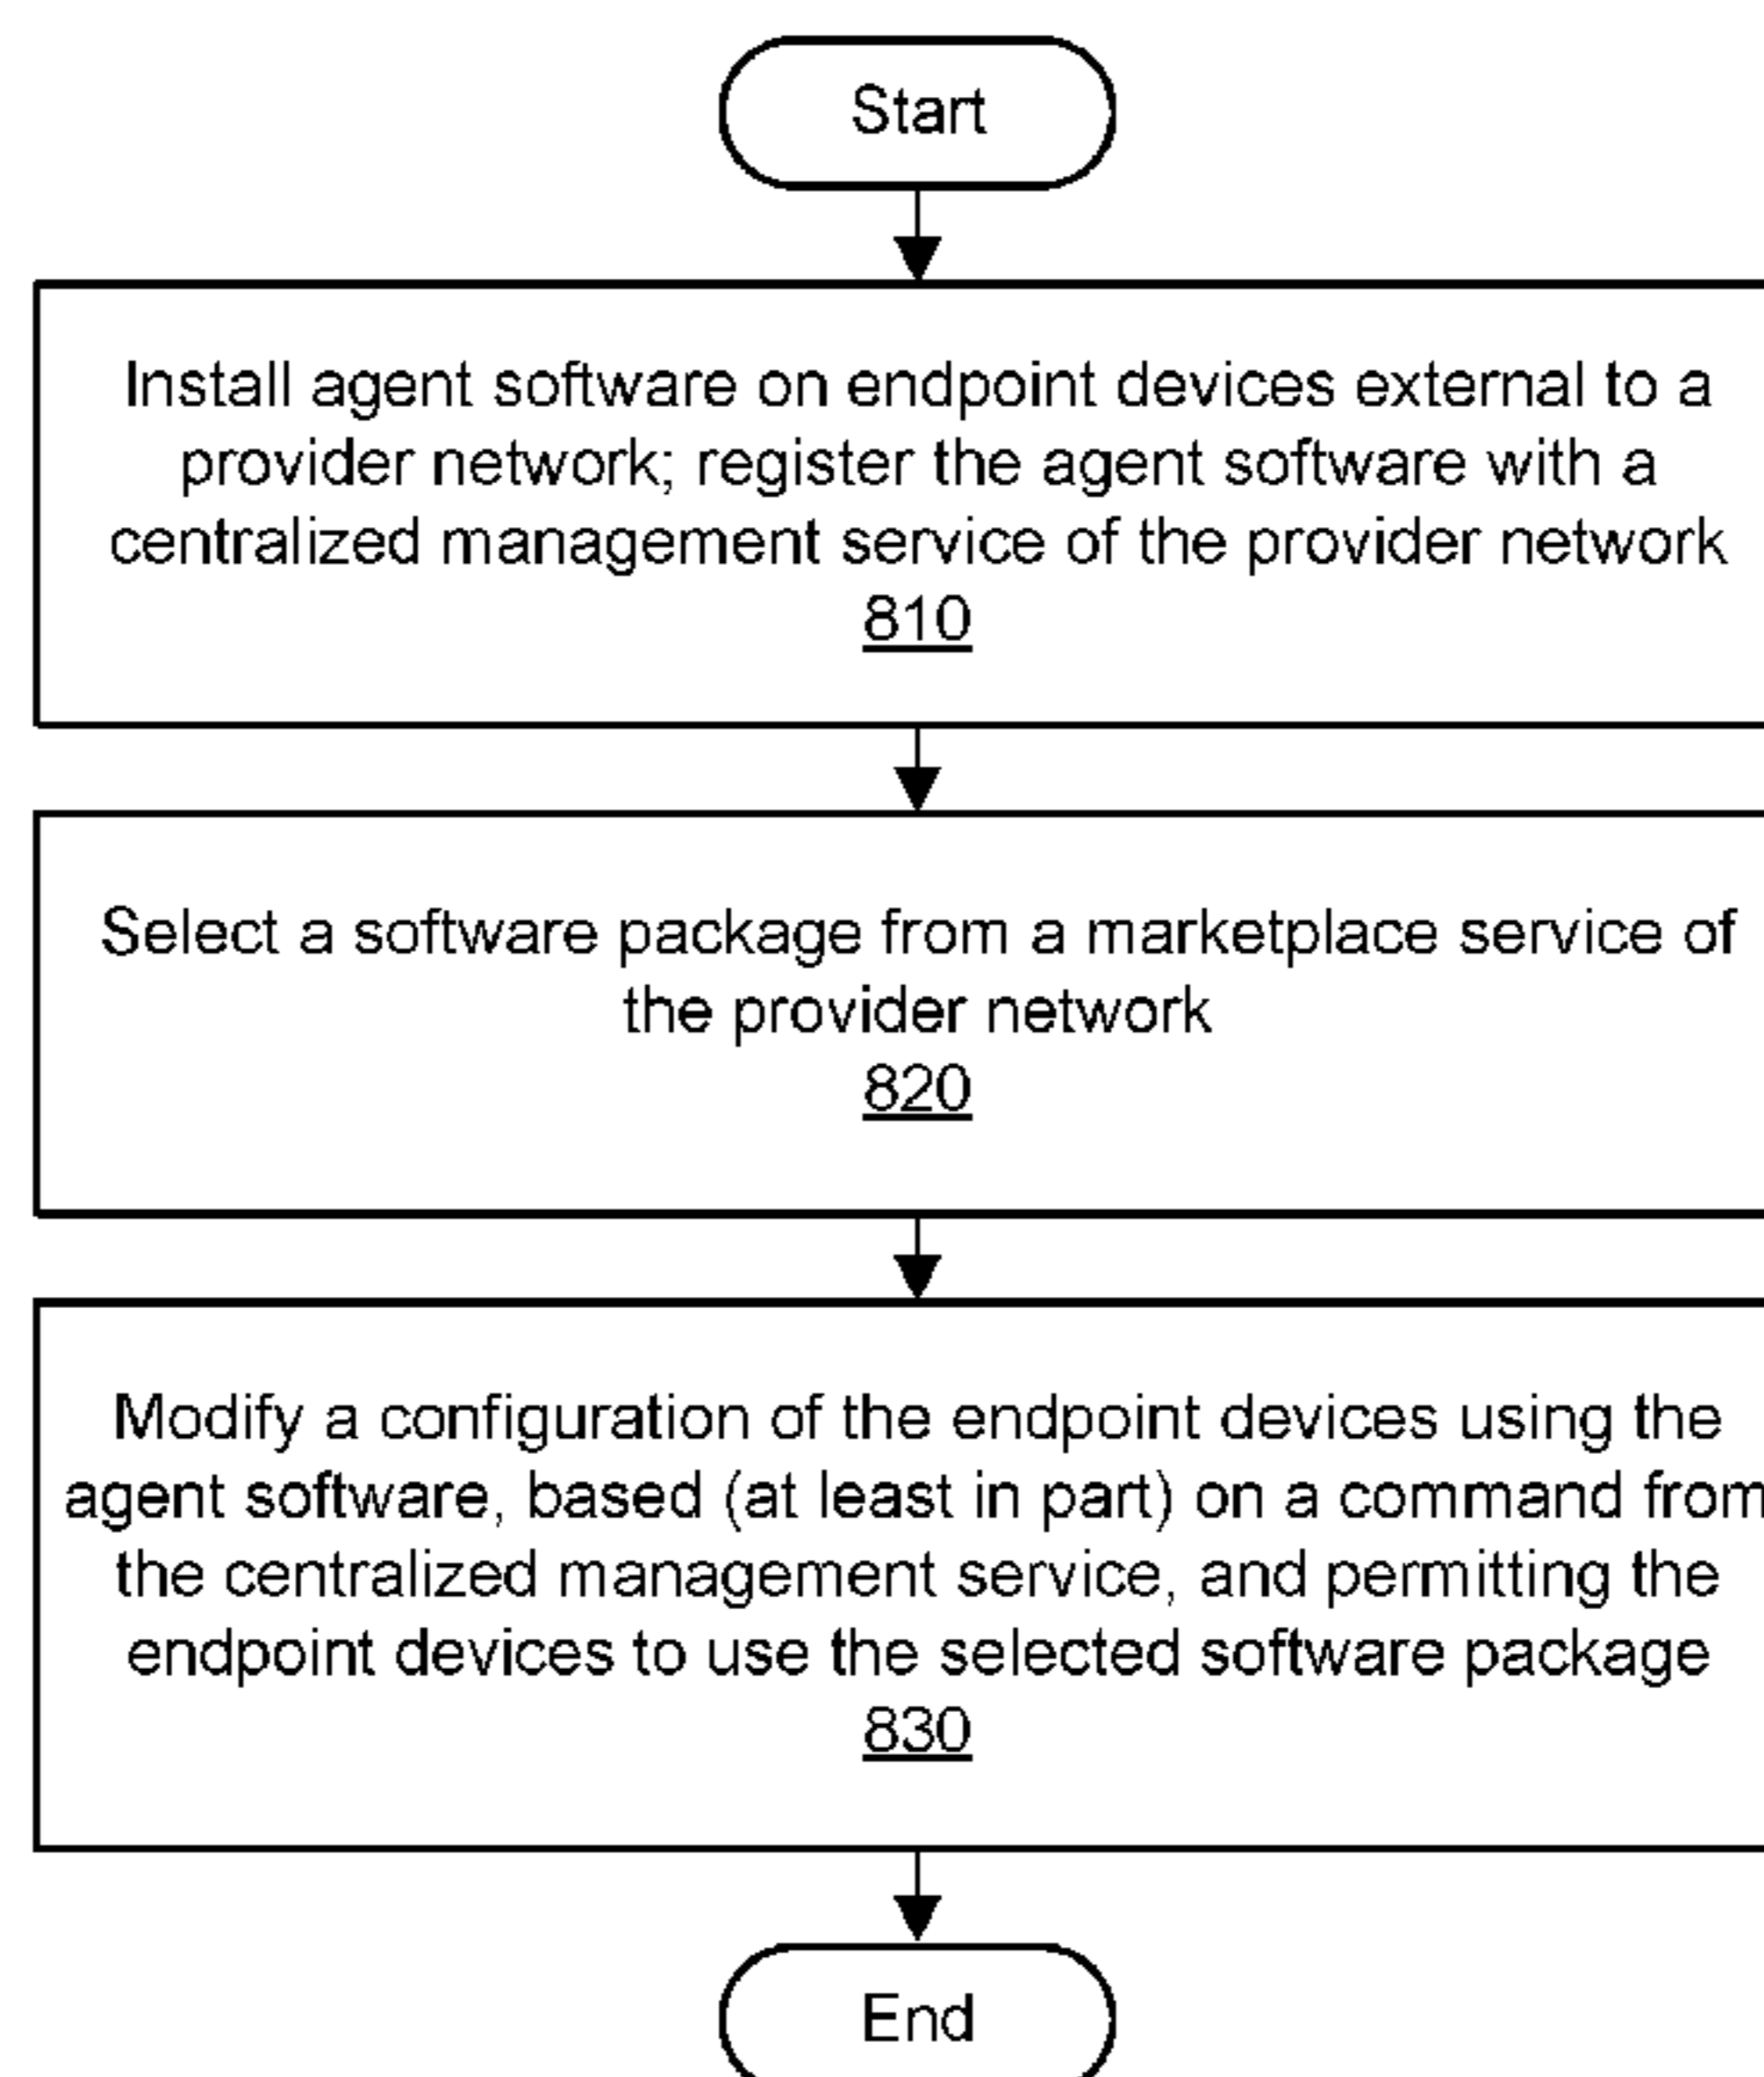 Start
Install agent software on endpoint devices external to a
provider network; register the agent software with a
centralized management service of the provider network
810
Select a software package from a marketplace service of
the provider network
820
Modify a configuration of the endpoint devices using the
agent software, based (at least in part) on a command from
the centralized management service, and permitting the
endpoint devices to use the selected software package
830
End